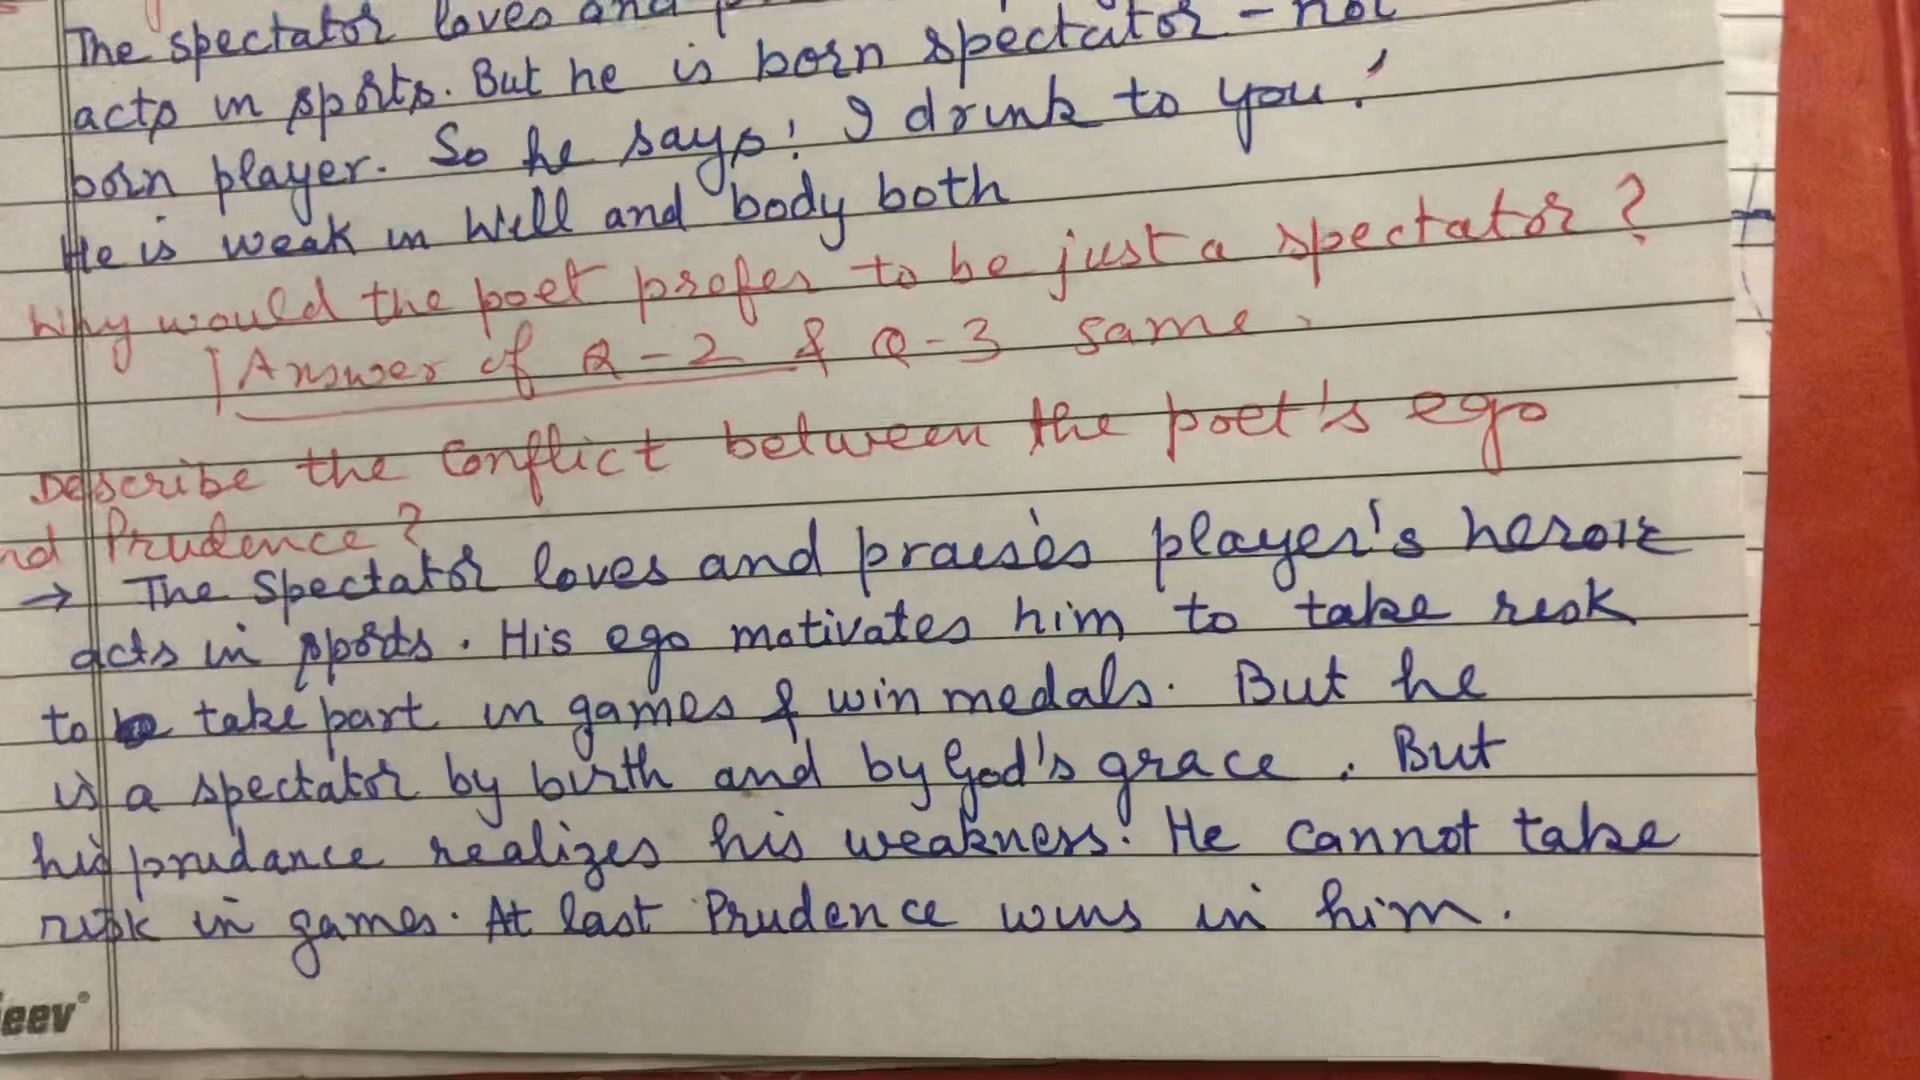 The spectator loves and
acts in sports. But he is born spectator - not
born player. So he says! I drink to you!
He is weak in Will and body both
Why would the poet prefer to be just a spectator?
Answer of Q-2 & Q-3 same.
Describe the Conflict between the poet's ego
nd Prudence?
→ The Spectator loves and praises player's heroic
acts in sports. His ego motivates him to take risk
to take part in games & win medals. But he
is a spectator by birth and by God's grace. But
his prudance realizes his weakness. He cannot take
risk in games. At last Prudence wins in him.
eev